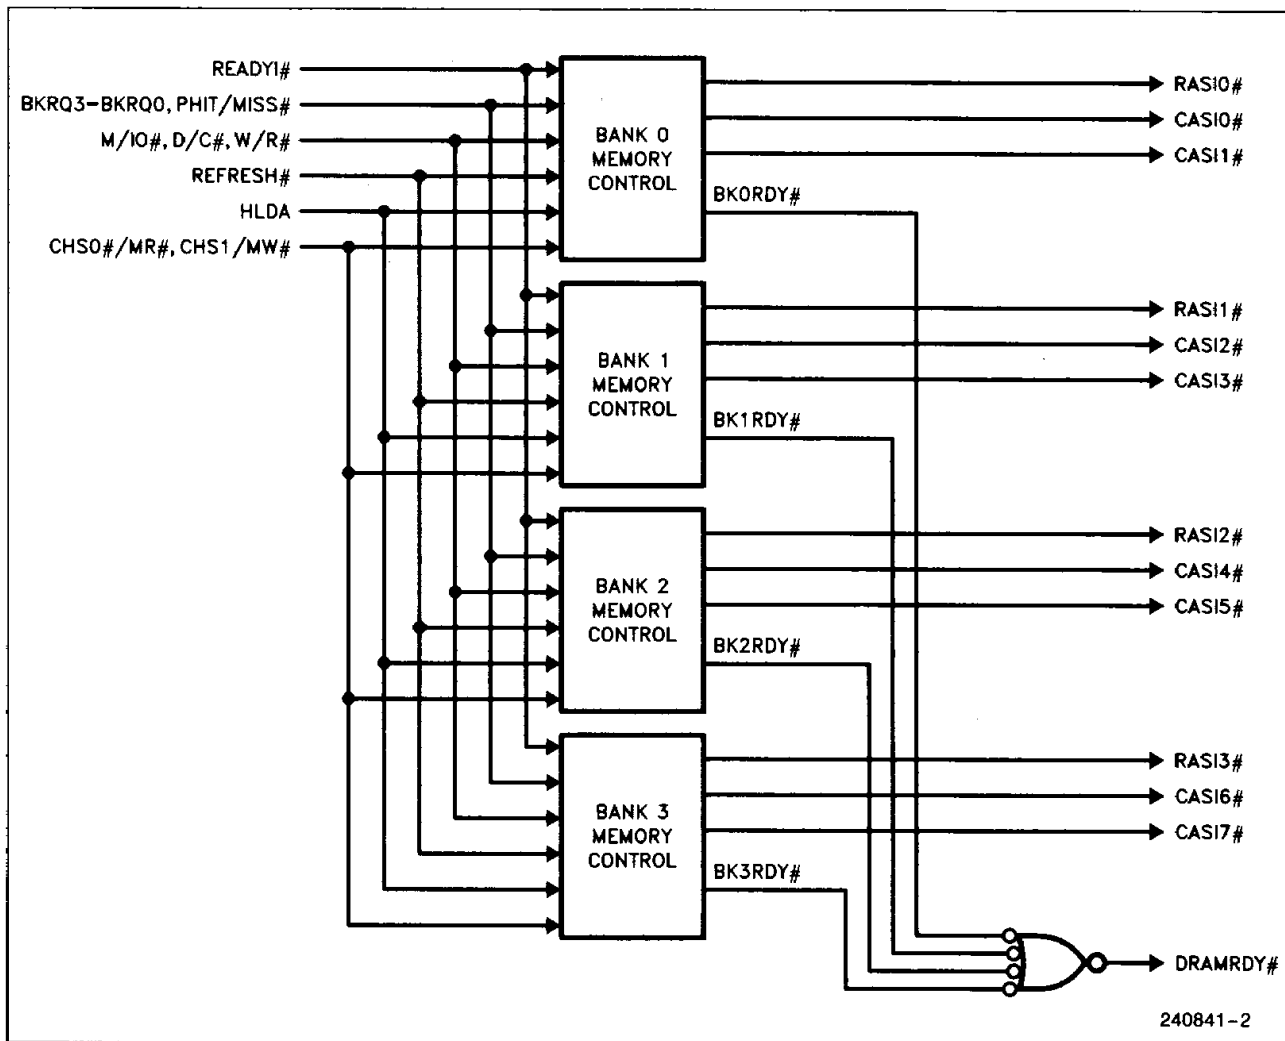 READYI#
BKRQ3-BKRQ0, PHIT/MISS#
M/IO#, D/C#, W/R#
REFRESH#
HLDA
CHS0#/MR#, CHS1/MW#
BANK 0
MEMORY
CONTROL
BK0RDY#
RASI0#
CASI0#
CASI1#
BANK 1
MEMORY
CONTROL
BK1RDY#
RASI1#
CASI2#
CASI3#
BANK 2
MEMORY
CONTROL
BK2RDY#
RASI2#
CASI4#
CASI5#
BANK 3
MEMORY
CONTROL
BK3RDY#
RASI3#
CASI6#
CASI7#
DRAMRDY#
240841-2